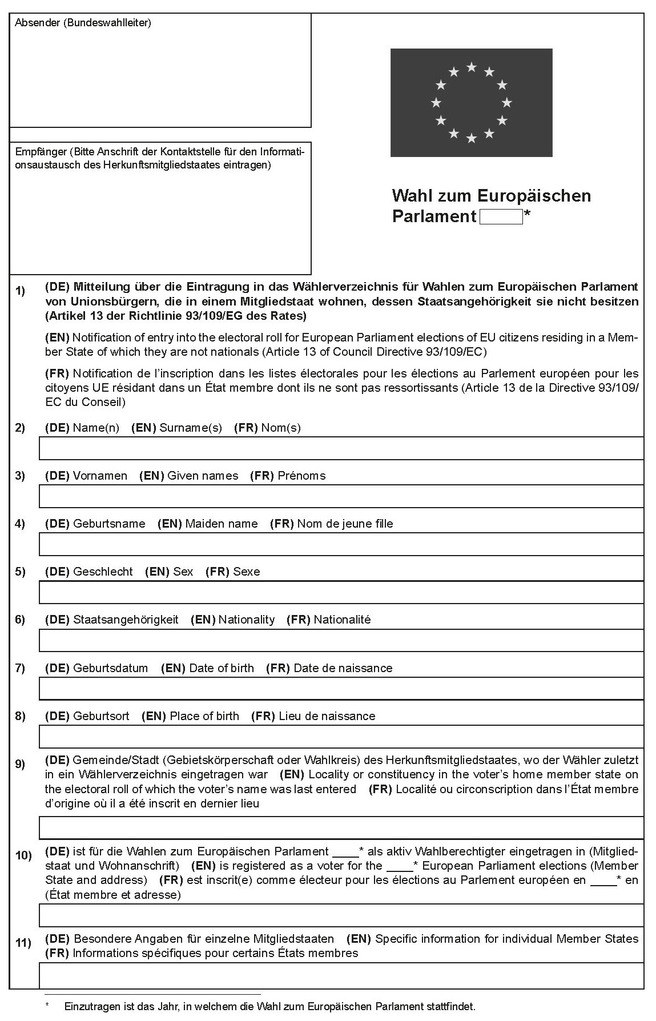 Absender (Bundeswahlleiter)
Empfänger (Bitte Anschrift der Kontaktstelle für den Informati-
onsaustausch des Herkunftsmitgliedstaates eintragen)
Wahl zum Europäischen
Parlament *
1) (DE) Mitteilung über die Eintragung in das Wählerverzeichnis für Wahlen zum Europäischen Parlament
von Unionsbürgern, die in einem Mitgliedstaat wohnen, dessen Staatsangehörigkeit sie nicht besitzen
(Artikel 13 der Richtlinie 93/109/EG des Rates)
(EN) Notification of entry into the electoral roll for European Parliament elections of EU citizens residing in a Mem-
ber State of which they are not nationals (Article 13 of Council Directive 93/109/EC)
(FR) Notification de l'inscription dans les listes électorales pour les élections au Parlement européen pour les
citoyens UE résidant dans un État membre dont ils ne sont pas ressortissants (Article 13 de la Directive 93/109/
EC du Conseil)
2) (DE) Name(n) (EN) Surname(s) (FR) Nom(s)
3) (DE) Vornamen (EN) Given names (FR) Prénoms
4) (DE) Geburtsname (EN) Maiden name (FR) Nom de jeune fille
5) (DE) Geschlecht (EN) Sex (FR) Sexe
6) (DE) Staatsangehörigkeit (EN) Nationality (FR) Nationalité
7) (DE) Geburtsdatum (EN) Date of birth (FR) Date de naissance
8) (DE) Geburtsort (EN) Place of birth (FR) Lieu de naissance
9) (DE) Gemeinde/Stadt (Gebietskörperschaft oder Wahlkreis) des Herkunftsmitgliedstaates, wo der Wähler zuletzt
in ein Wählerverzeichnis eingetragen war (EN) Locality or constituency in the voter's home member state on
the electoral roll of which the voter's name was last entered (FR) Localité ou circonscription dans l'État membre
d'origine où il a été inscrit en dernier lieu
10) (DE) ist für die Wahlen zum Europäischen Parlament ____* als aktiv Wahlberechtigter eingetragen in (Mitglied-
staat und Wohnanschrift) (EN) is registered as a voter for the ____* European Parliament elections (Member
State and address) (FR) est inscrit(e) comme électeur pour les élections au Parlement européen en ____* en
(État membre et adresse)
11) (DE) Besondere Angaben für einzelne Mitgliedstaaten (EN) Specific information for individual Member States
(FR) Informations spécifiques pour certains États membres
* Einzutragen ist das Jahr, in welchem die Wahl zum Europäischen Parlament stattfindet.